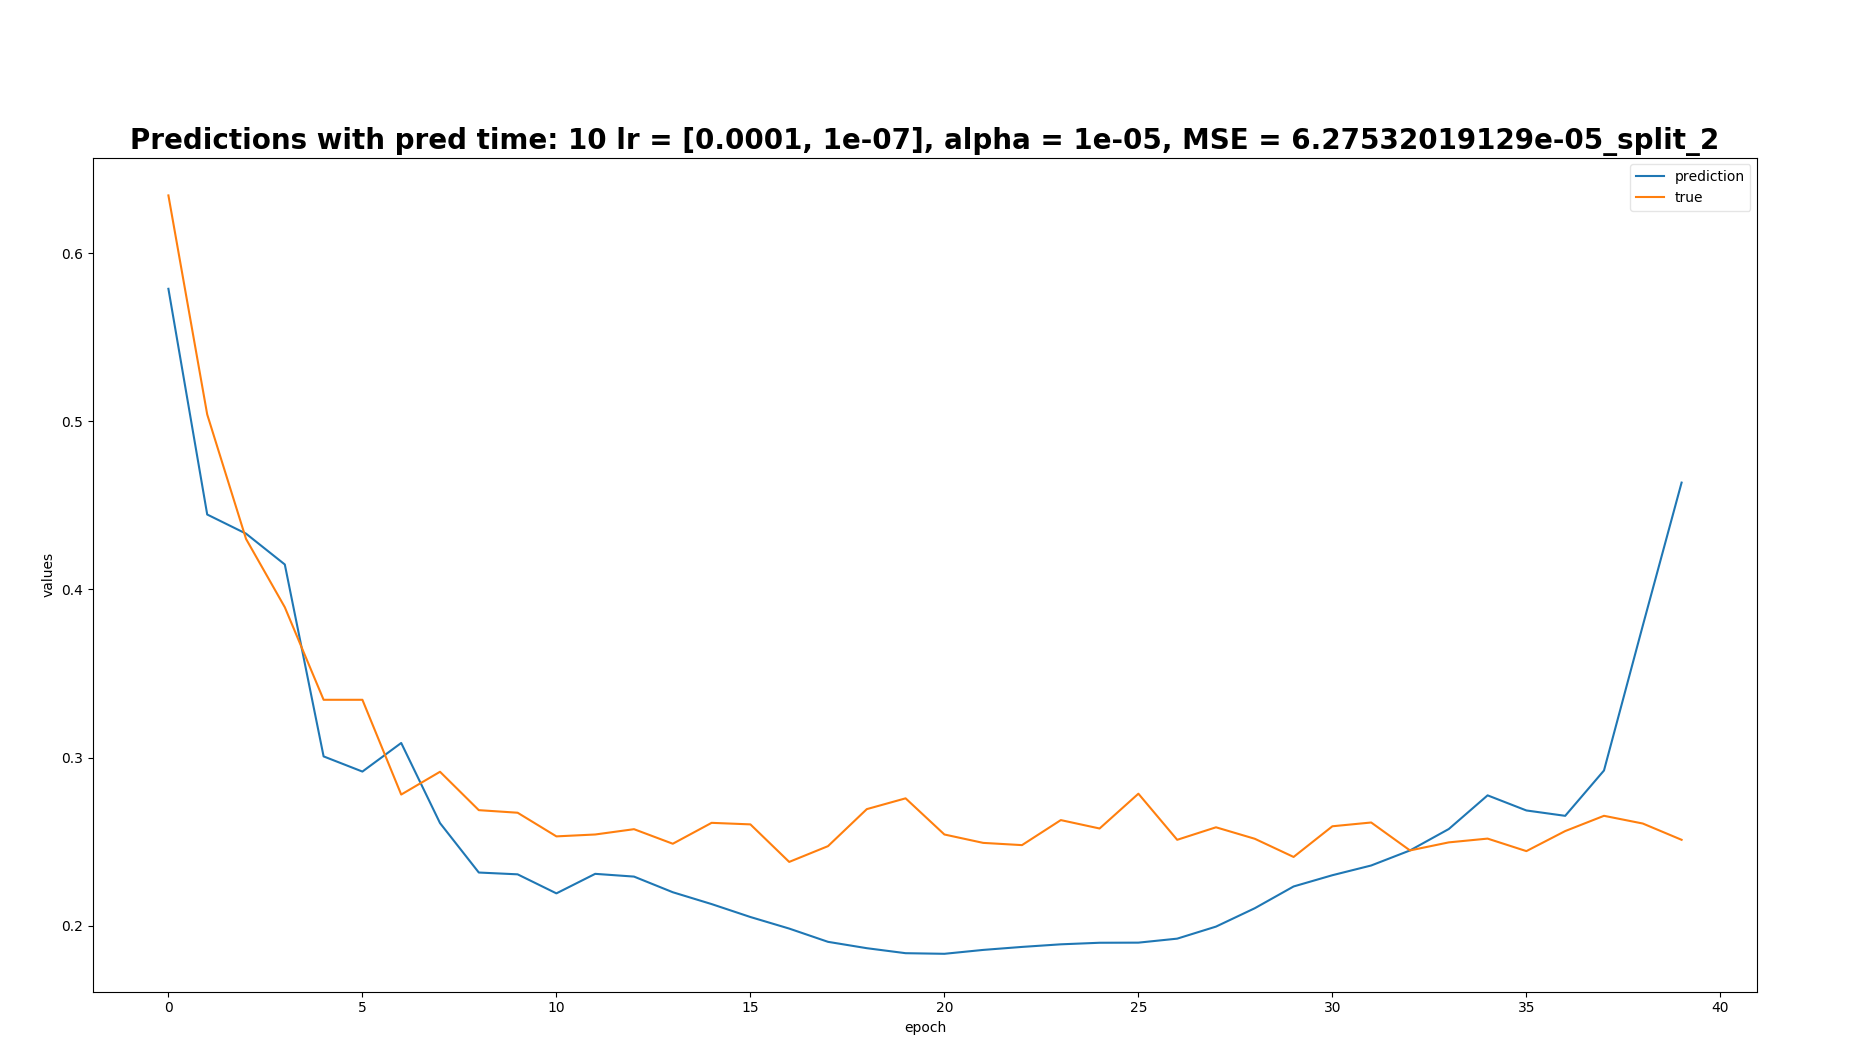 Predictions with pred time: 10 lr = [0.0001, 1e-07], alpha = 1e-05, MSE = 6.27532019129e-05_split_2
prediction
true
values
0.6
0.5
0.4
0.3
0.2
0 5 10 15 20 25 30 35 40
epoch